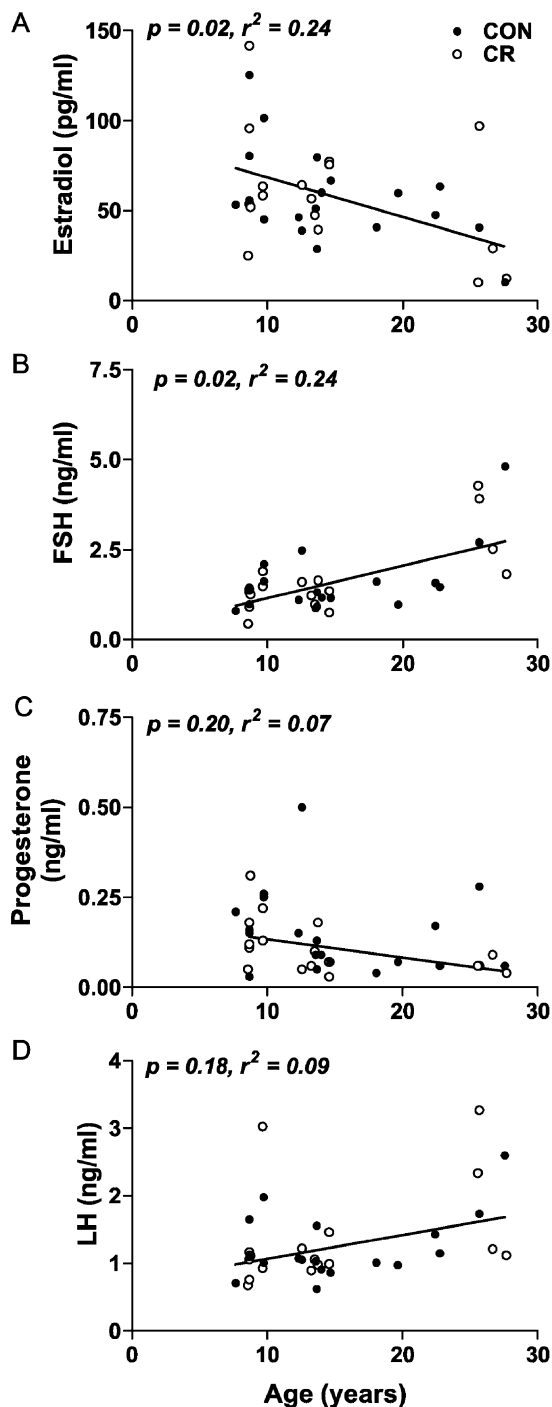 A
p = 0.02, r² = 0.24
CON
CR
Estradiol (pg/ml)
150
100
50
0
0 10 20 30
B
p = 0.02, r² = 0.24
FSH (ng/ml)
7.5
5.0
2.5
0.0
0 10 20 30
C
p = 0.20, r² = 0.07
Progesterone
(ng/ml)
0.75
0.50
0.25
0.00
0 10 20 30
D
p = 0.18, r² = 0.09
LH (ng/ml)
4
3
2
1
0
0 10 20 30
Age (years)